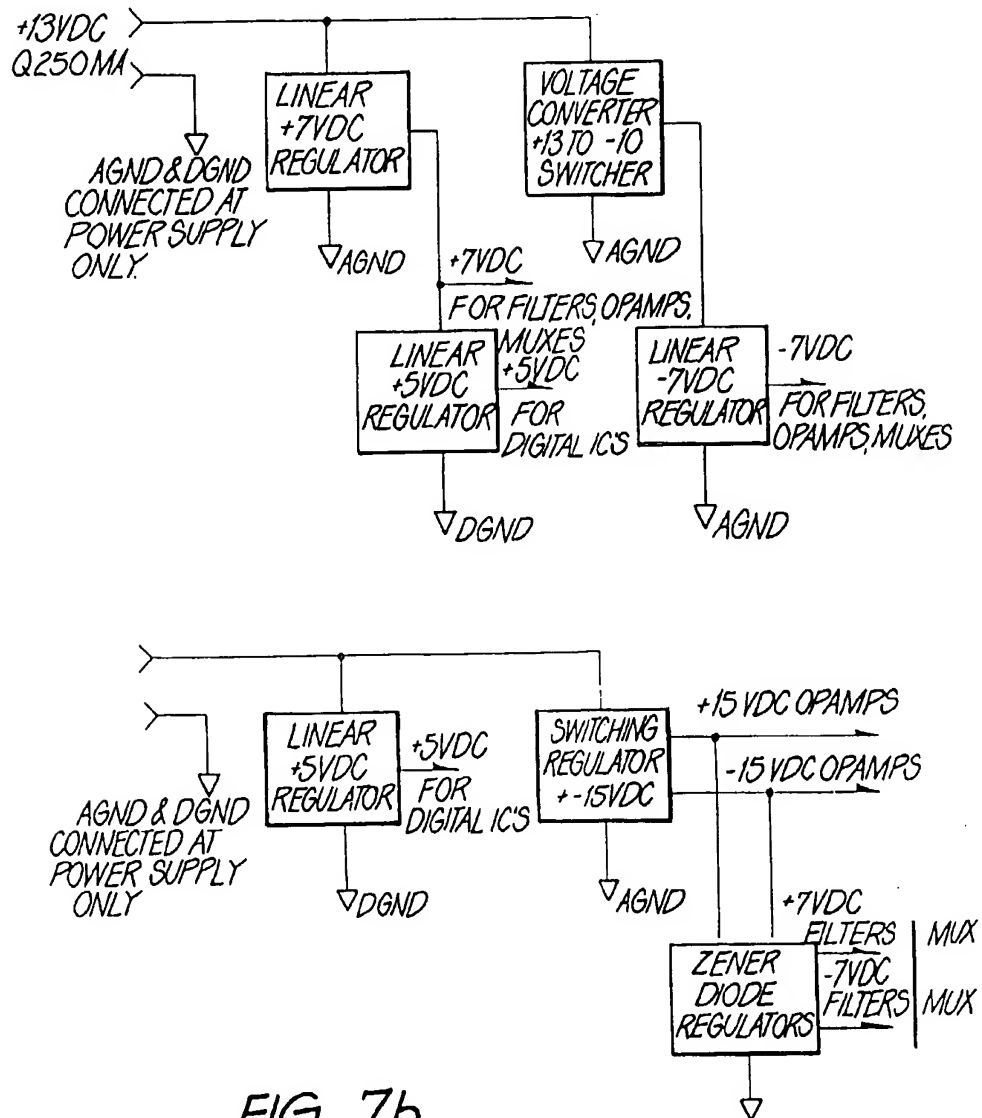 +13VDC
Q250MA
AGND & DGND
CONNECTED AT
POWER SUPPLY
ONLY.
LINEAR
+7VDC
REGULATOR
AGND
VOLTAGE
CONVERTER
+13 TO -10
SWITCHER
AGND
+7VDC
FOR FILTERS, OPAMPS,
MUXES
LINEAR
+5VDC
REGULATOR
+5VDC
FOR
DIGITAL IC'S
DGND
LINEAR
-7VDC
REGULATOR
-7VDC
FOR FILTERS,
OPAMPS, MUXES
AGND
AGND & DGND
CONNECTED AT
POWER SUPPLY
ONLY
LINEAR
+5VDC
REGULATOR
+5VDC
FOR
DIGITAL IC'S
DGND
SWITCHING
REGULATOR
+-15VDC
AGND
+15 VDC OPAMPS
-15 VDC OPAMPS
ZENER
DIODE
REGULATORS
+7VDC
FILTERS MUX
-7VDC
FILTERS MUX
FIG. 7b